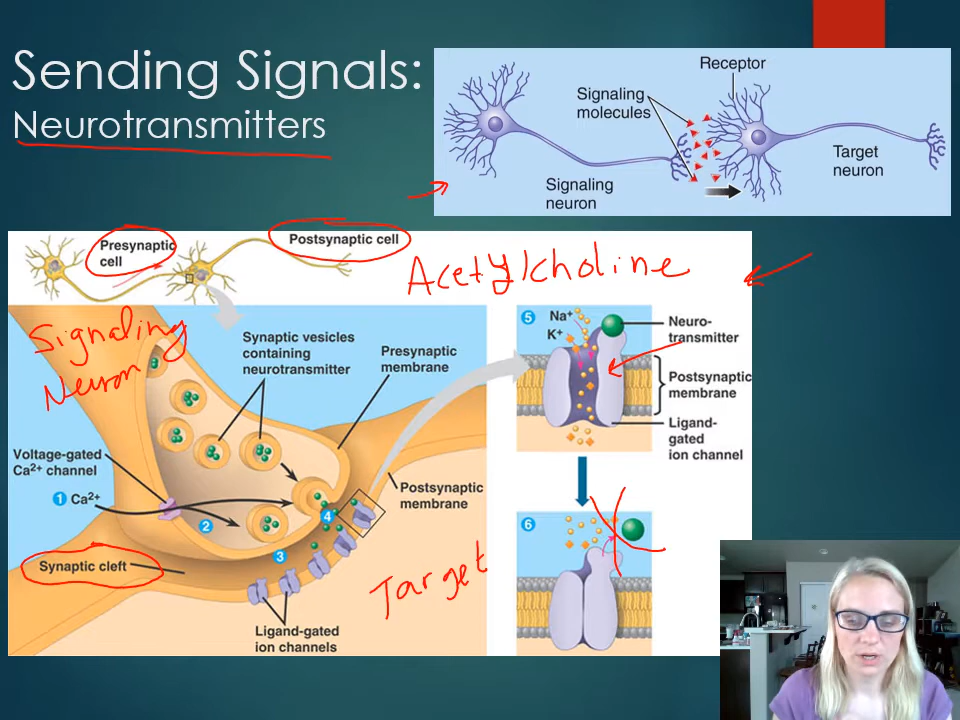 Sending Signals:
Neurotransmitters
Receptor
Signaling
molecules
Signaling
neuron
Target
neuron
Presynaptic
cell
Postsynaptic cell
Acetylcholine
Signaling
Neuron
Synaptic vesicles
containing
neurotransmitter
Presynaptic
membrane
Voltage-gated
Ca2+ channel
1 Ca2+
2
3
4
Postsynaptic
membrane
Synaptic cleft
Target
Ligand-gated
ion channels
5
Na+
K+
Neuro-
transmitter
Postsynaptic
membrane
Ligand-
gated
ion channel
6